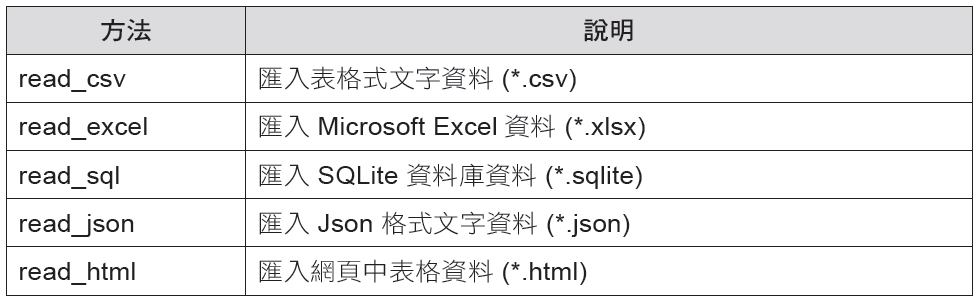 方法 說明
read_csv 匯入表格式文字資料 (*.csv)
read_excel 匯入 Microsoft Excel 資料 (*.xlsx)
read_sql 匯入 SQLite 資料庫資料 (*.sqlite)
read_json 匯入 Json 格式文字資料 (*.json)
read_html 匯入網頁中表格資料 (*.html)